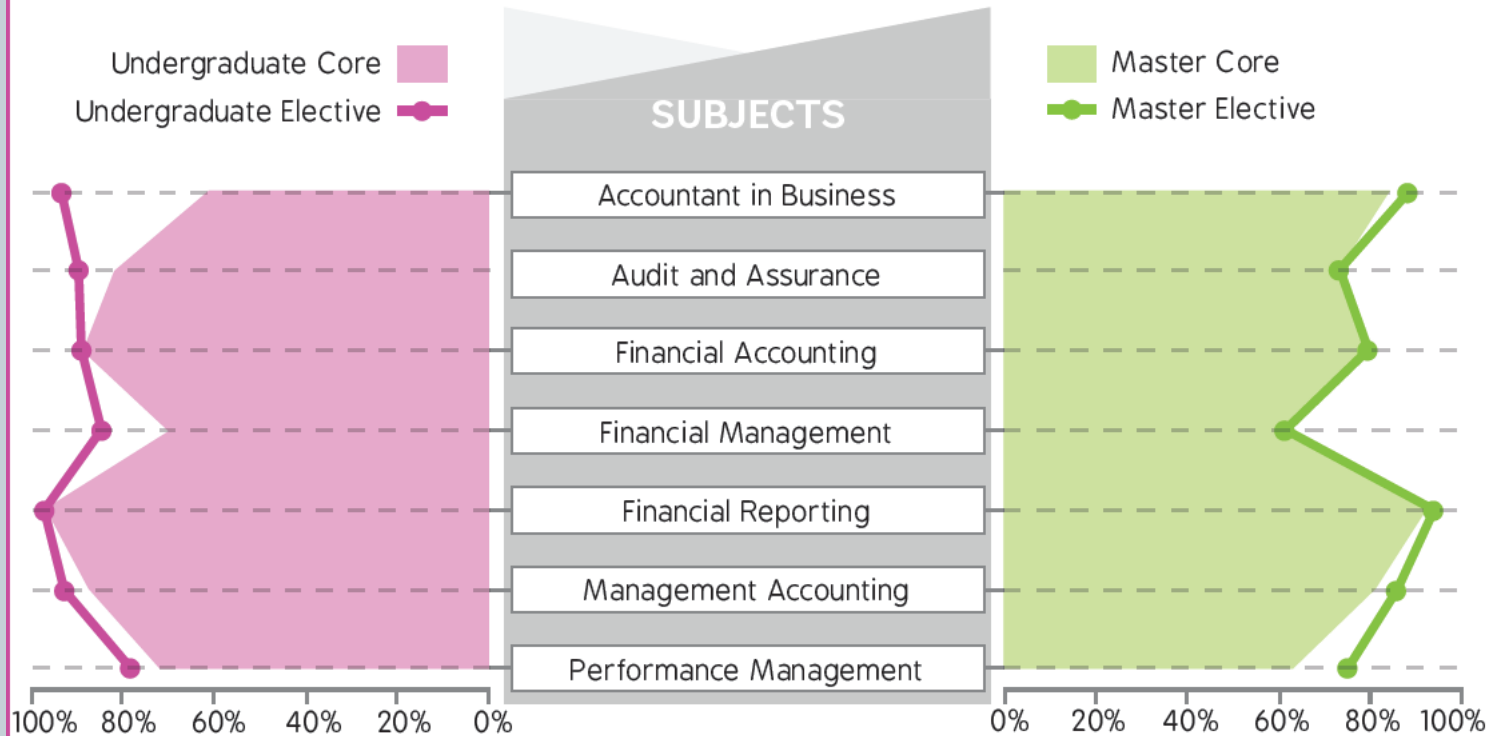 Undergraduate Core
Undergraduate Elective
SUBJECTS
Master Core
Master Elective
Accountant in Business
Audit and Assurance
Financial Accounting
Financial Management
Financial Reporting
Management Accounting
Performance Management
100% 80% 60% 40% 20% 0%
0% 20% 40% 60% 80% 100%